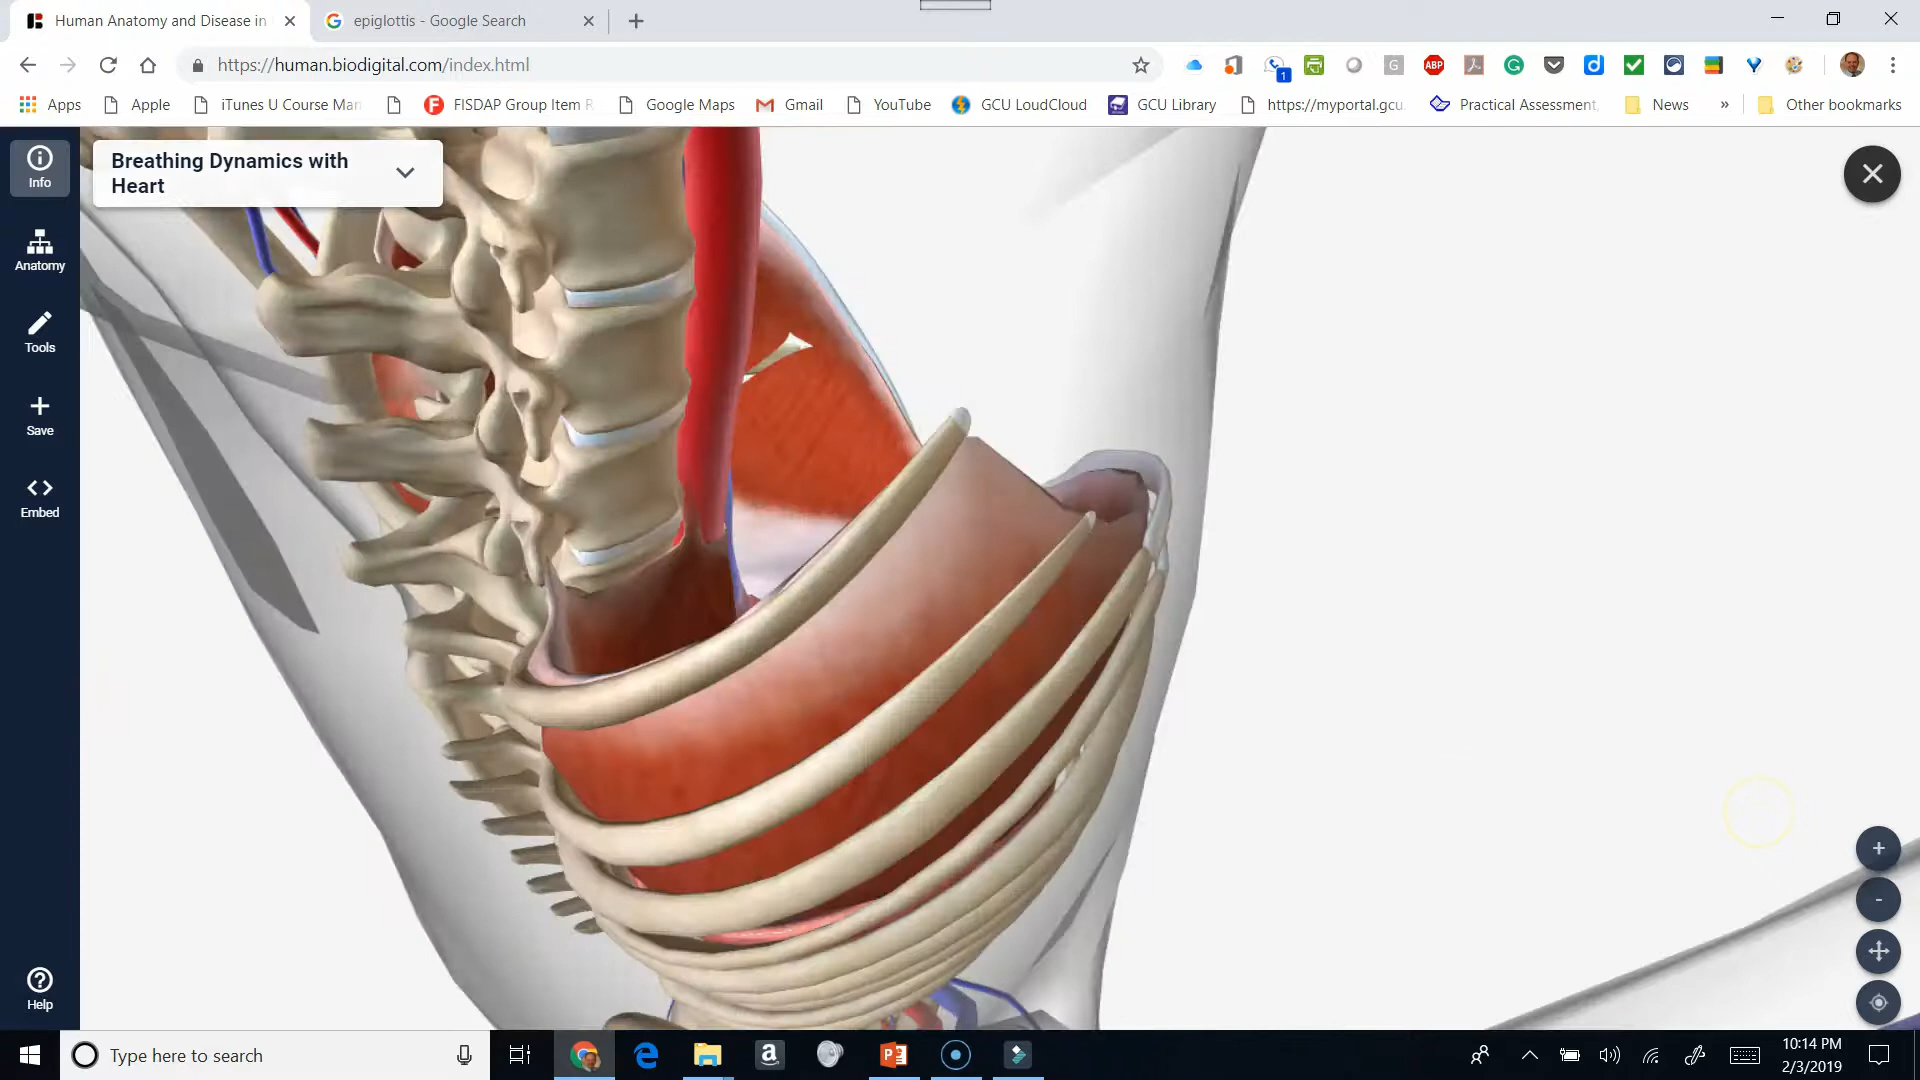 Human Anatomy and Disease in
epiglottis - Google Search
https://human.biodigital.com/index.html
G
ABP
1
Apps
Apple
iTunes U Course Man
FISDAP Group Item R
Google Maps
Gmail
YouTube
GCU LoudCloud
GCU Library
https://myportal.gcu.
Practical Assessment,
News
»
Other bookmarks
Info
Breathing Dynamics with
Heart
Anatomy
Tools
Save
Embed
Help
Type here to search
10:14 PM
2/3/2019